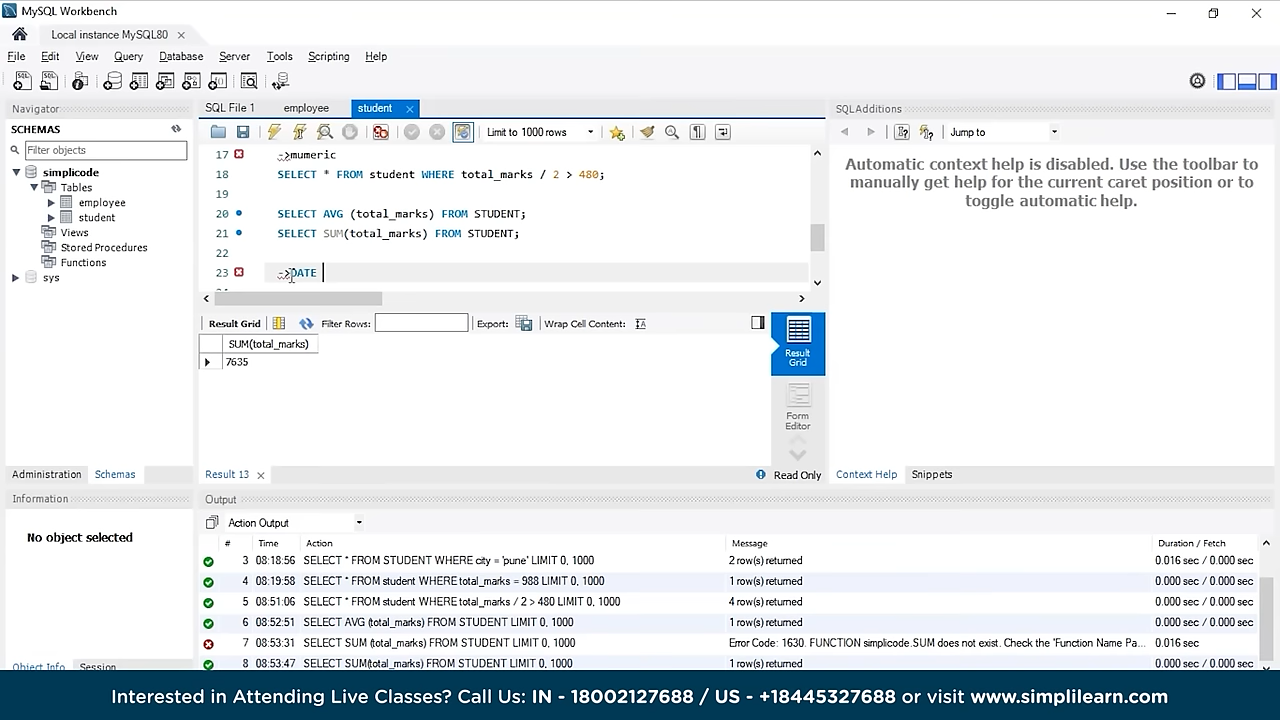 MySQL Workbench
Local instance MySQL80
File Edit View Query Database Server Tools Scripting Help
Navigator
SCHEMAS
Filter objects
simplicode
Tables
employee
student
Views
Stored Procedures
Functions
sys
Administration Schemas
Information
No object selected
Object Info Session
SQL File 1 employee student
Limit to 1000 rows
17 ->mumeric
18 SELECT * FROM student WHERE total_marks / 2 > 480;
19
20 SELECT AVG (total_marks) FROM STUDENT;
21 SELECT SUM(total_marks) FROM STUDENT;
22
23 ->DATE
Result Grid Filter Rows: Export: Wrap Cell Content:
SUM(total_marks)
7635
Result Grid
Form Editor
Result 13 Read Only
SQLAdditions
Jump to
Automatic context help is disabled. Use the toolbar to
manually get help for the current caret position or to
toggle automatic help.
Context Help Snippets
Output
Action Output
# Time Action Message Duration / Fetch
3 08:18:56 SELECT * FROM STUDENT WHERE city = 'pune' LIMIT 0, 1000 2 row(s) returned 0.016 sec / 0.000 sec
4 08:19:58 SELECT * FROM student WHERE total_marks = 988 LIMIT 0, 1000 1 row(s) returned 0.000 sec / 0.000 sec
5 08:51:06 SELECT * FROM student WHERE total_marks / 2 > 480 LIMIT 0, 1000 4 row(s) returned 0.000 sec / 0.000 sec
6 08:52:51 SELECT AVG (total_marks) FROM STUDENT LIMIT 0, 1000 1 row(s) returned 0.000 sec / 0.000 sec
7 08:53:31 SELECT SUM (total_marks) FROM STUDENT LIMIT 0, 1000 Error Code: 1630. FUNCTION simplicode.SUM does not exist. Check the 'Function Name Pa... 0.016 sec
8 08:53:47 SELECT SUM(total_marks) FROM STUDENT LIMIT 0, 1000 1 row(s) returned 0.000 sec / 0.000 sec
Interested in Attending Live Classes? Call Us: IN - 18002127688 / US - +18445327688 or visit www.simplilearn.com